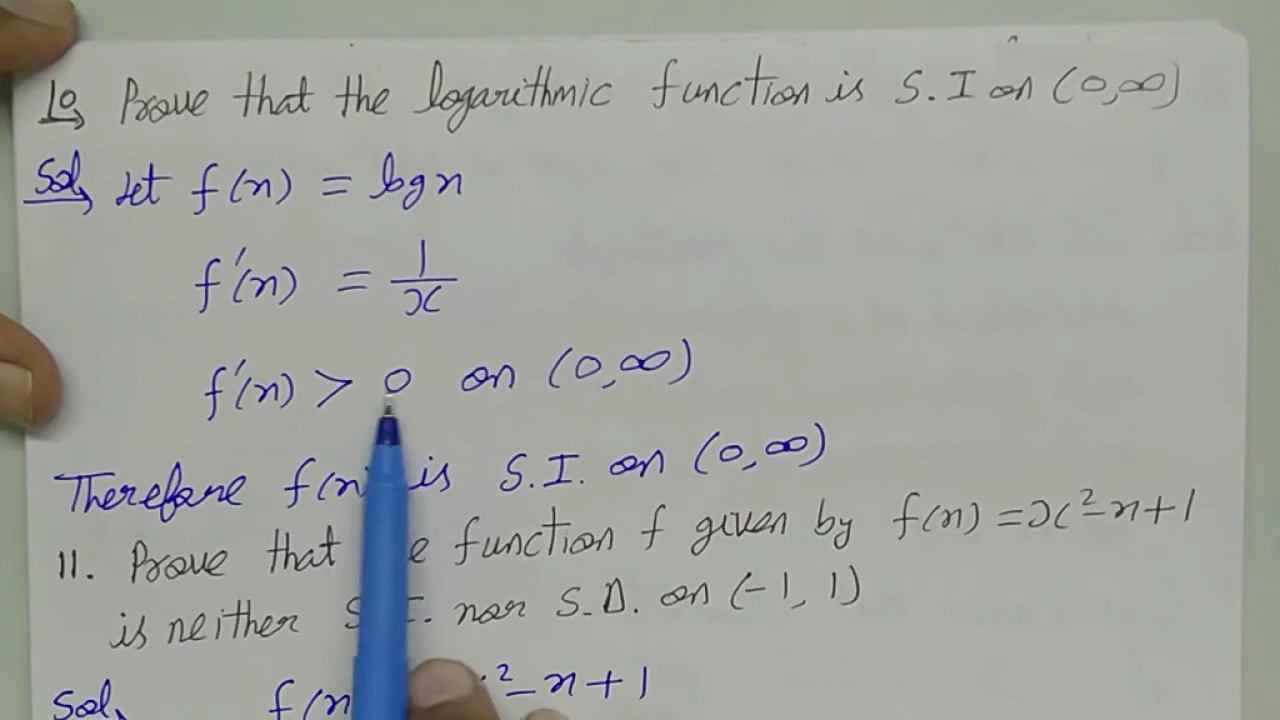 10, Prove that the logarithmic function is S.I on (0,∞)
Sol, Let f(x) = log x
f'(x) = 1/x
f'(x) > 0 on (0,∞)
Therefore f(x) is S.I. on (0,∞)
11. Prove that function f given by f(x) = x²-x+1
is neither nor S.D. on (-1, 1)
Sol, f(x ²-x+1